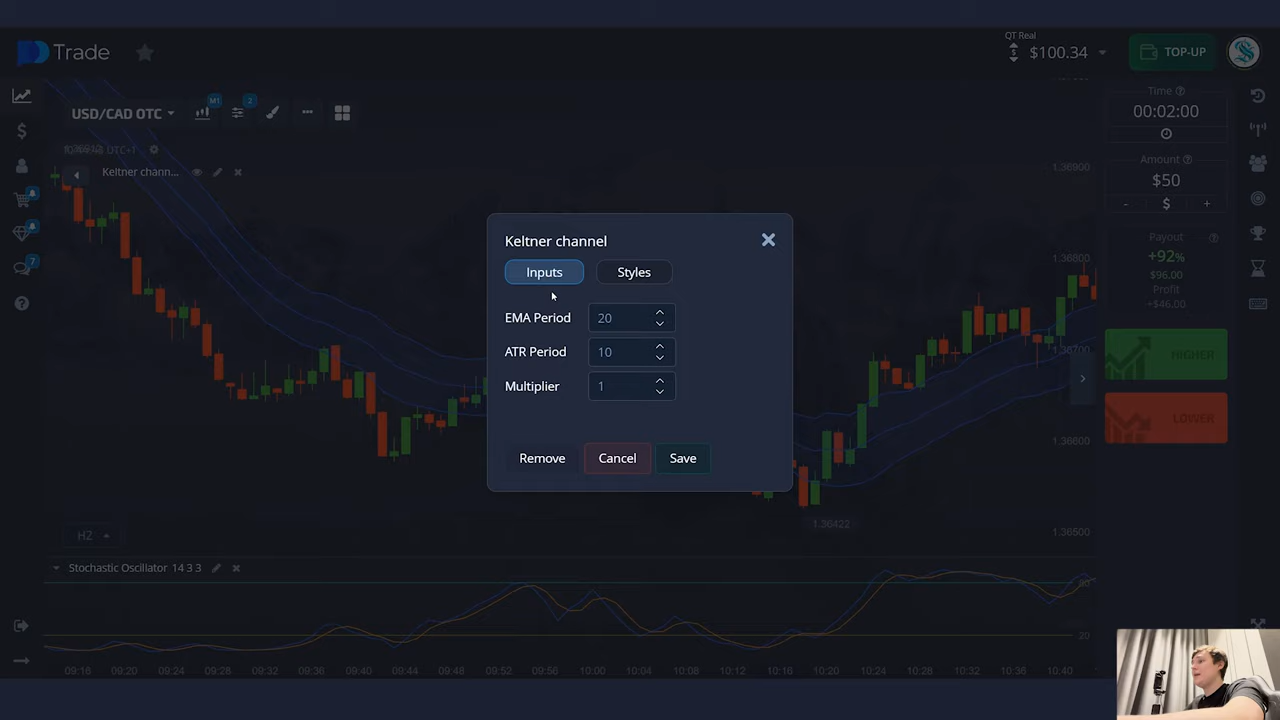 QT Real
Trade
$100.34
TOP-UP
M1
2
USD/CAD OTC
Keltner chann...
Time
00:02:00
Amount
$50
- $ +
Payout
+92%
$96.00
Profit
+$46.00
HIGHER
LOWER
7
1.36900
1.36800
1.36700
1.36600
1.36500
1.36422
Keltner channel
Inputs
Styles
EMA Period 20
ATR Period 10
Multiplier 1
Remove
Cancel
Save
H2
Stochastic Oscillator 14 3 3
80
20
09:16 09:20 09:24 09:28 09:32 09:36 09:40 09:44 09:48 09:52 09:56 10:00 10:04 10:08 10:12 10:16 10:20 10:24 10:28 10:32 10:36 10:40